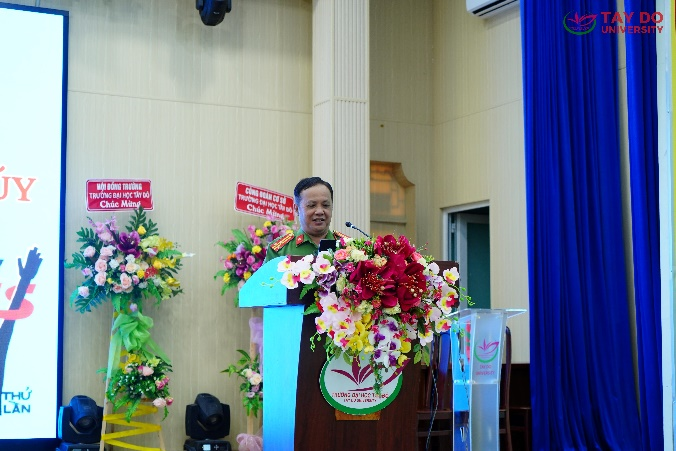 TAY DO
UNIVERSITY
ỦY
HỘI ĐỒNG TRƯỜNG
TRƯỜNG ĐẠI HỌC TÂY ĐÔ
Chúc Mừng
CÔNG ĐOÀN CƠ SỞ
TRƯỜNG ĐẠI HỌC TÂY ĐÔ
Chúc Mừng
THỨ
LẦN